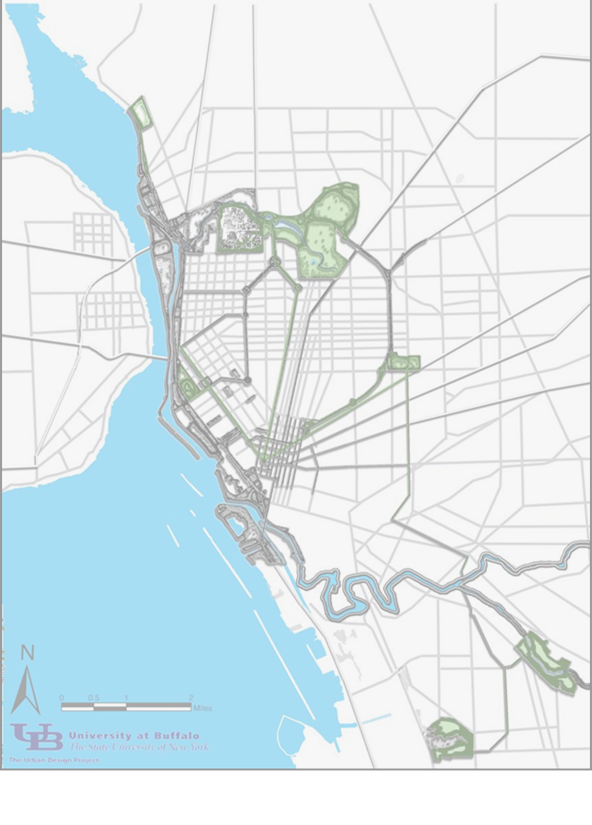 N
0 0.5 1 2
Miles
UB University at Buffalo
The State University of New York
The Urban Design Project